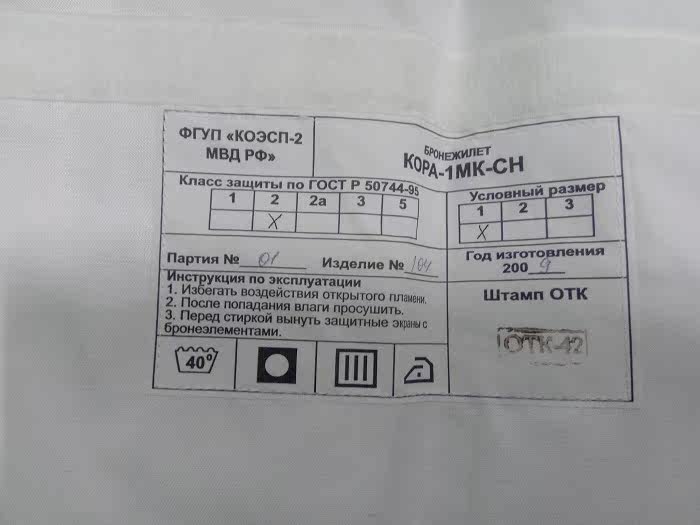 ФГУП «КОЭСП-2
МВД РФ»
БРОНЕЖИЛЕТ
КОРА-1МК-СН
Класс защиты по ГОСТ Р 50744-95
1 2 2а 3 5
X
Условный размер
1 2 3
X
Партия № 01 Изделие № 104
Год изготовления
2009
Инструкция по эксплуатации
1. Избегать воздействия открытого пламени.
2. После попадания влаги просушить.
3. Перед стиркой вынуть защитные экраны с
бронеэлементами.
Штамп ОТК
ОТК-42
40°